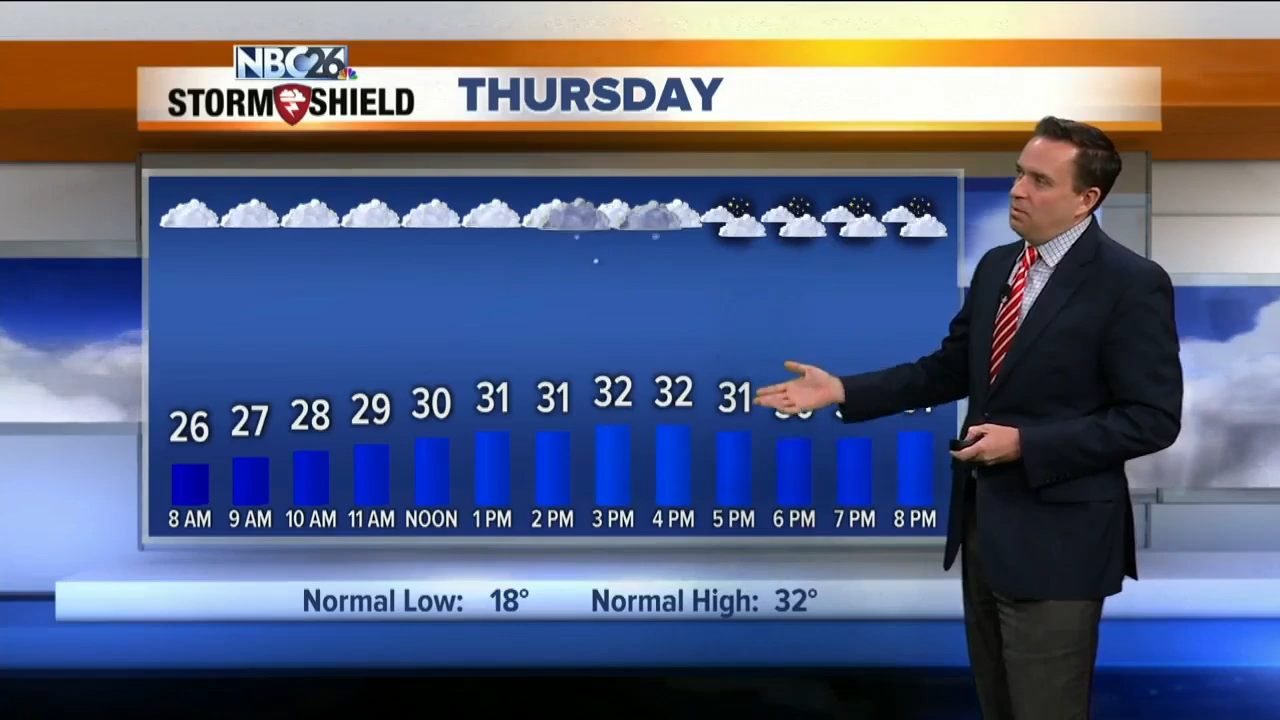 NBC26
STORM SHIELD
THURSDAY
26 27 28 29 30 31 31 32 32 31
8 AM 9 AM 10 AM 11 AM NOON 1 PM 2 PM 3 PM 4 PM 5 PM 6 PM 7 PM 8 PM
Normal Low: 18° Normal High: 32°